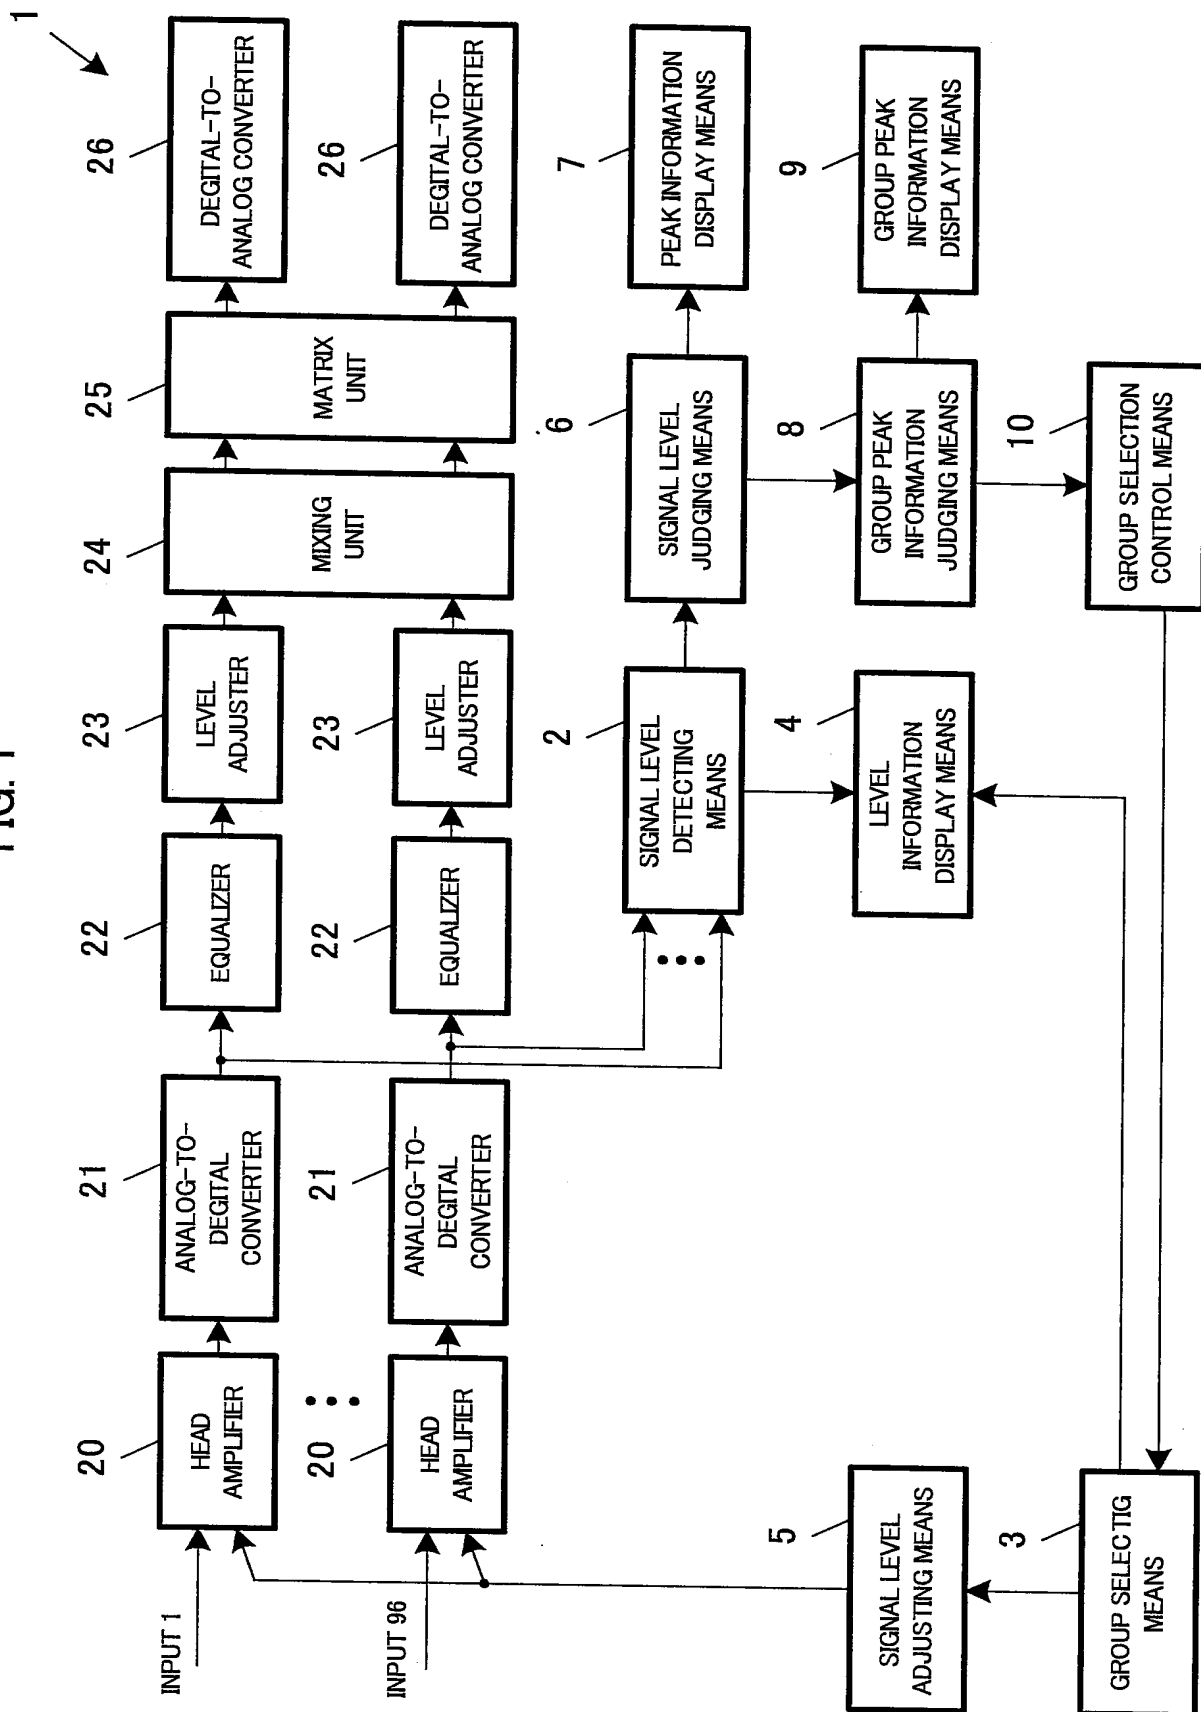 FIG. 1
1
20
HEAD
AMPLIFIER
21
ANALOG-TO-
DEGITAL
CONVERTER
22
EQUALIZER
23
LEVEL
ADJUSTER
24
MIXING
UNIT
25
MATRIX
UNIT
26
DEGITAL-TO-
ANALOG CONVERTER
INPUT 1
20
HEAD
AMPLIFIER
21
ANALOG-TO-
DEGITAL
CONVERTER
22
EQUALIZER
23
LEVEL
ADJUSTER
26
DEGITAL-TO-
ANALOG CONVERTER
INPUT 96
2
SIGNAL LEVEL
DETECTING
MEANS
6
SIGNAL LEVEL
JUDGING MEANS
7
PEAK INFORMATION
DISPLAY MEANS
5
SIGNAL LEVEL
ADJUSTING MEANS
4
LEVEL
INFORMATION
DISPLAY MEANS
8
GROUP PEAK
INFORMATION
JUDGING MEANS
9
GROUP PEAK
INFORMATION
DISPLAY MEANS
3
GROUP SELECTIG
MEANS
10
GROUP SELECTION
CONTROL MEANS